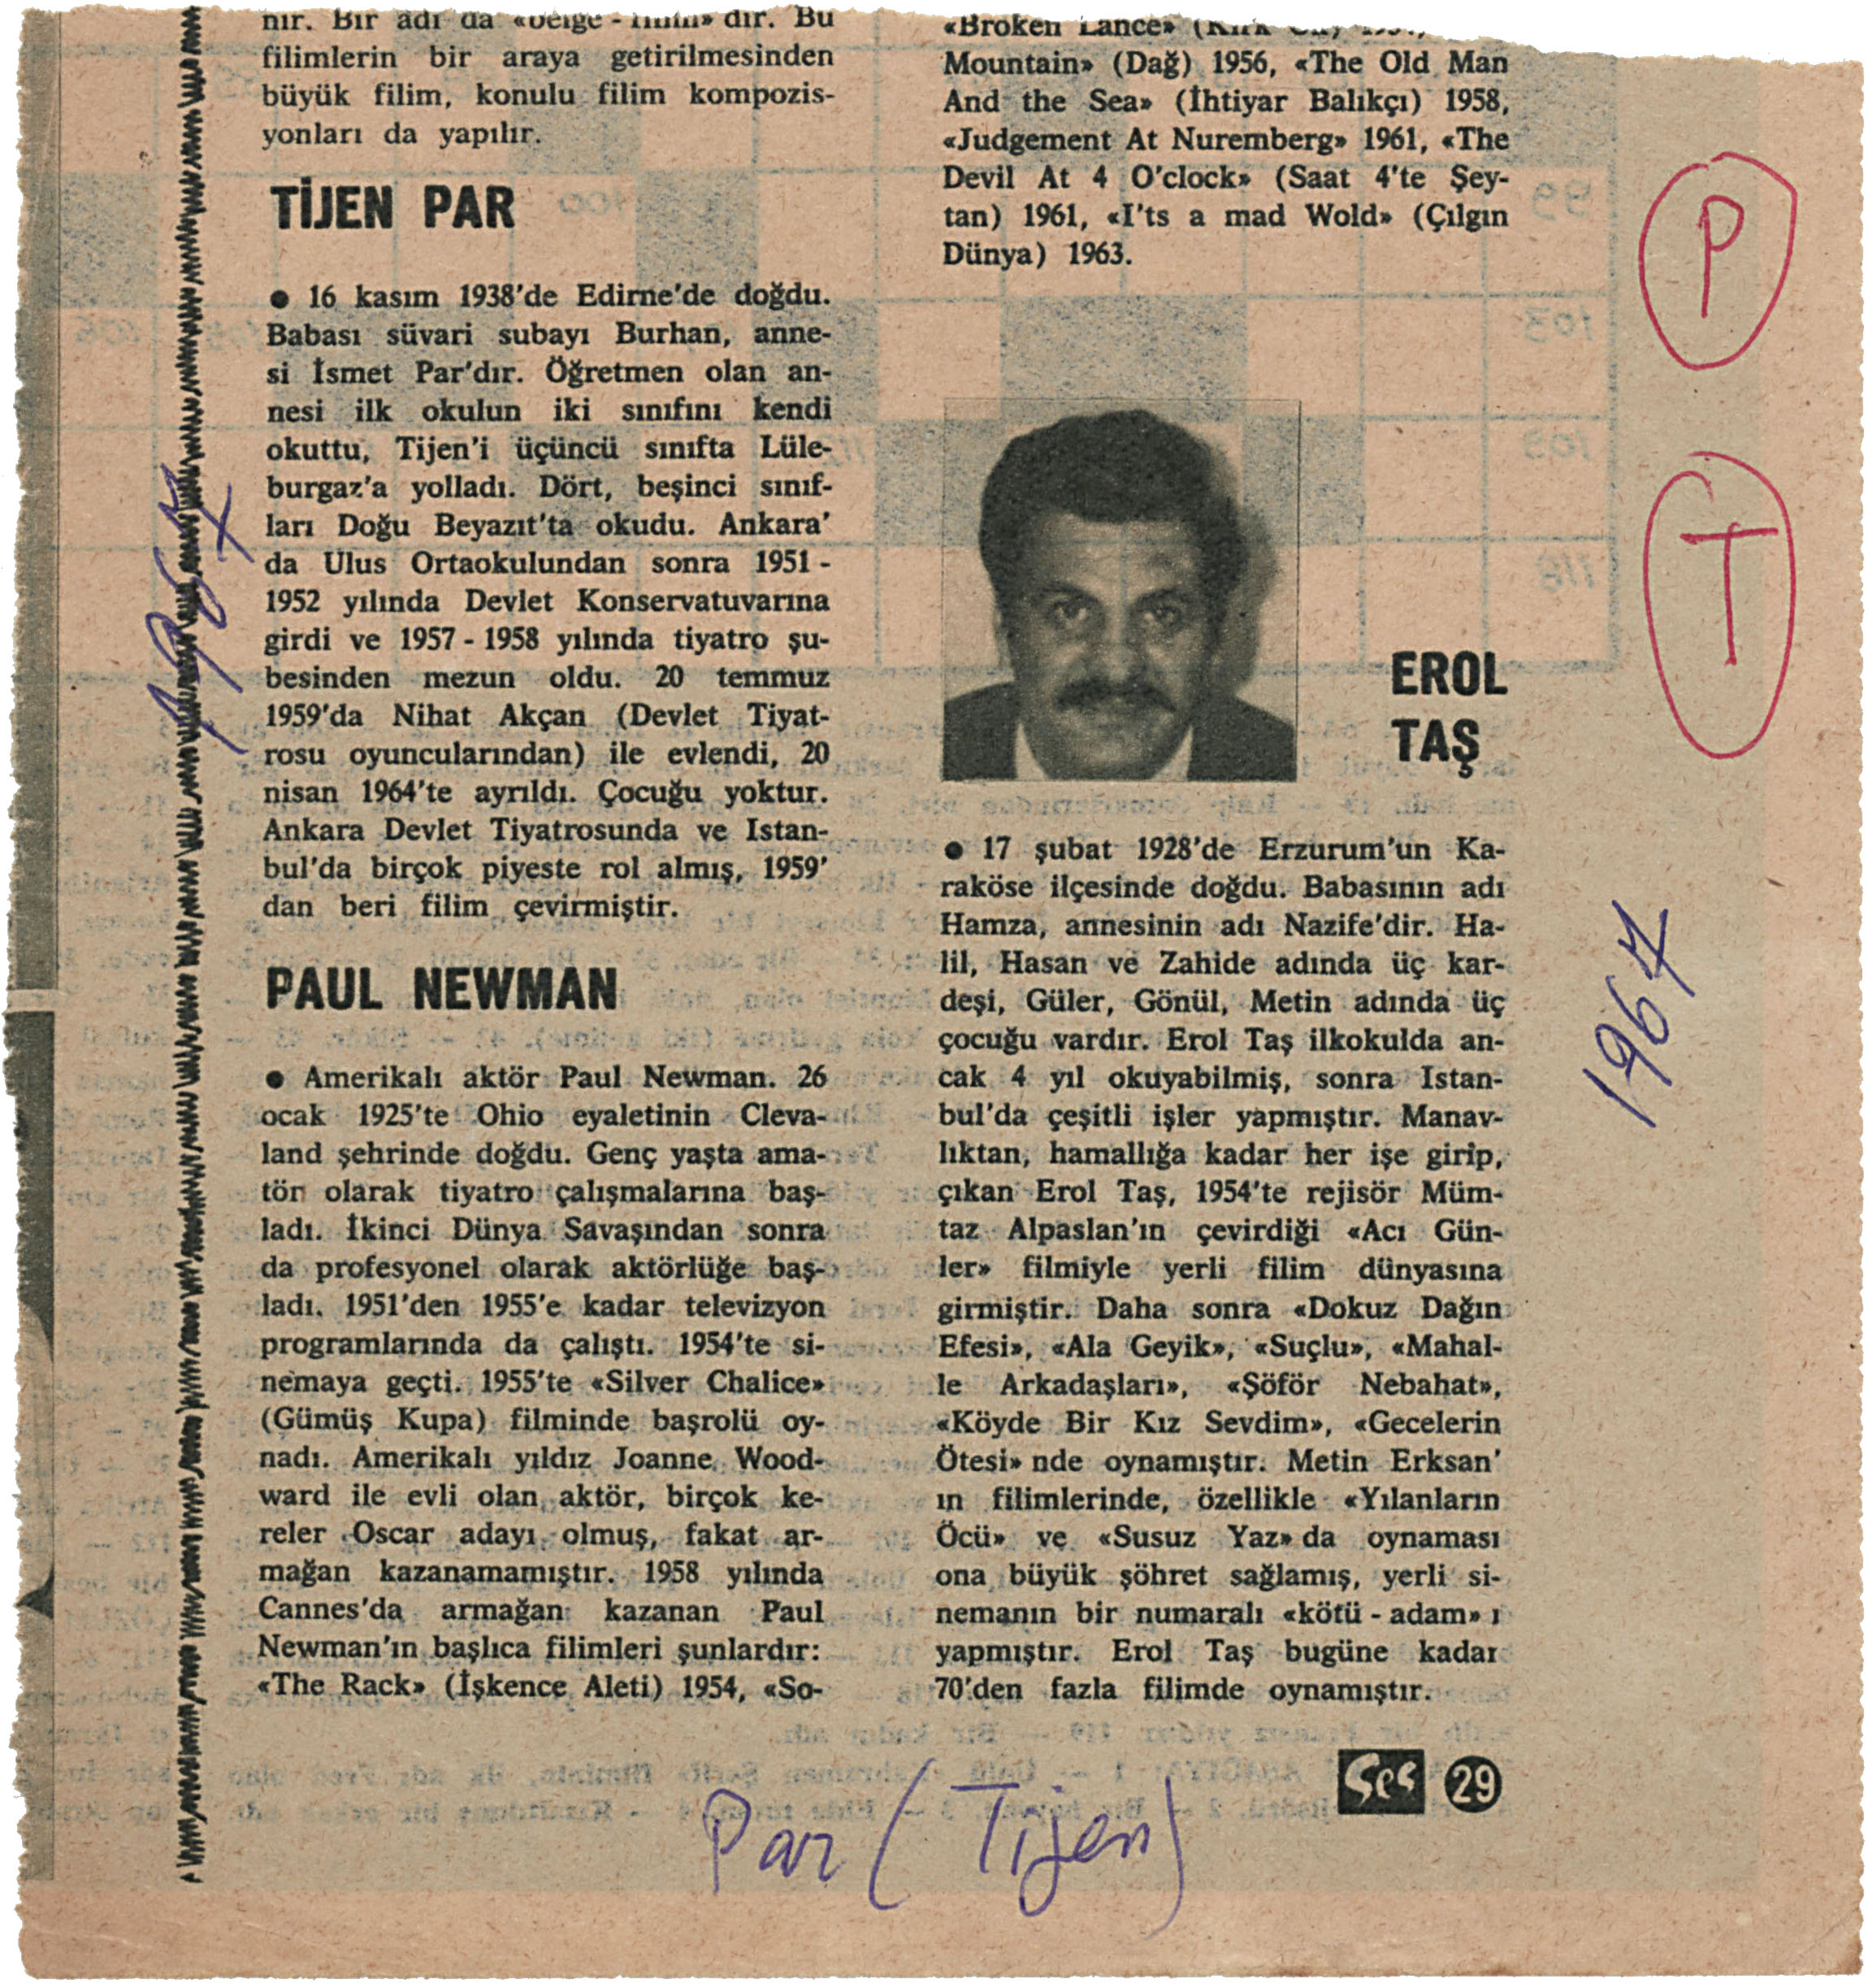 nir. Bir adı da «belge - filim» dir. Bu
filimlerin bir araya getirilmesinden
büyük filim, konulu filim kompozis-
yonları da yapılır.
TİJEN PAR
● 16 kasım 1938'de Edirne'de doğdu.
Babası süvari subayı Burhan, anne-
si İsmet Par'dır. Öğretmen olan an-
nesi ilk okulun iki sınıfını kendi
okuttu, Tijen'i üçüncü sınıfta Lüle-
burgaz'a yolladı. Dört, beşinci sınıf-
ları Doğu Beyazıt'ta okudu. Ankara'
da Ulus Ortaokulundan sonra 1951 -
1952 yılında Devlet Konservatuvarına
girdi ve 1957 - 1958 yılında tiyatro şu-
besinden mezun oldu. 20 temmuz
1959'da Nihat Akçan (Devlet Tiyat-
rosu oyuncularından) ile evlendi, 20
nisan 1964'te ayrıldı. Çocuğu yoktur.
Ankara Devlet Tiyatrosunda ve Istan-
bul'da birçok piyeste rol almış, 1959'
dan beri filim çevirmiştir.
PAUL NEWMAN
● Amerikalı aktör Paul Newman. 26
ocak 1925'te Ohio eyaletinin Cleva-
land şehrinde doğdu. Genç yaşta ama-
tör olarak tiyatro çalışmalarına baş-
ladı. İkinci Dünya Savaşından sonra
da profesyonel olarak aktörlüğe baş-
ladı. 1951'den 1955'e kadar televizyon
programlarında da çalıştı. 1954'te si-
nemaya geçti. 1955'te «Silver Chalice»
(Gümüş Kupa) filminde başrolü oy-
nadı. Amerikalı yıldız Joanne Wood-
ward ile evli olan aktör, birçok ke-
reler Oscar adayı olmuş, fakat ar-
mağan kazanamamıştır. 1958 yılında
Cannes'da armağan kazanan Paul
Newman'ın başlıca filimleri şunlardır:
«The Rack» (İşkence Aleti) 1954, «So-
«Broken Lance» (Kırık
Mountain» (Dağ) 1956, «The Old Man
And the Sea» (İhtiyar Balıkçı) 1958,
«Judgement At Nuremberg» 1961, «The
Devil At 4 O'clock» (Saat 4'te Şey-
tan) 1961, «I'ts a mad Wold» (Çılgın
Dünya) 1963.
EROL
TAŞ
● 17 şubat 1928'de Erzurum'un Ka-
raköse ilçesinde doğdu. Babasının adı
Hamza, annesinin adı Nazife'dir. Ha-
lil, Hasan ve Zahide adında üç kar-
deşi, Güler, Gönül, Metin adında üç
çocuğu vardır. Erol Taş ilkokulda an-
cak 4 yıl okuyabilmiş, sonra Istan-
bul'da çeşitli işler yapmıştır. Manav-
lıktan, hamallığa kadar her işe girip,
çıkan Erol Taş, 1954'te rejisör Müm-
taz Alpaslan'ın çevirdiği «Acı Gün-
ler» filmiyle yerli filim dünyasına
girmiştir. Daha sonra «Dokuz Dağın
Efesi», «Ala Geyik», «Suçlu», «Mahal-
le Arkadaşları», «Şöför Nebahat»,
«Köyde Bir Kız Sevdim», «Gecelerin
Ötesi» nde oynamıştır. Metin Erksan'
ın filimlerinde, özellikle «Yılanların
Öcü» ve «Susuz Yaz» da oynaması
ona büyük şöhret sağlamış, yerli si-
nemanın bir numaralı «kötü - adam» ı
yapmıştır. Erol Taş bugüne kadar
70'den fazla filimde oynamıştır.
Ses 29
P
T
1964
Par (Tijen)